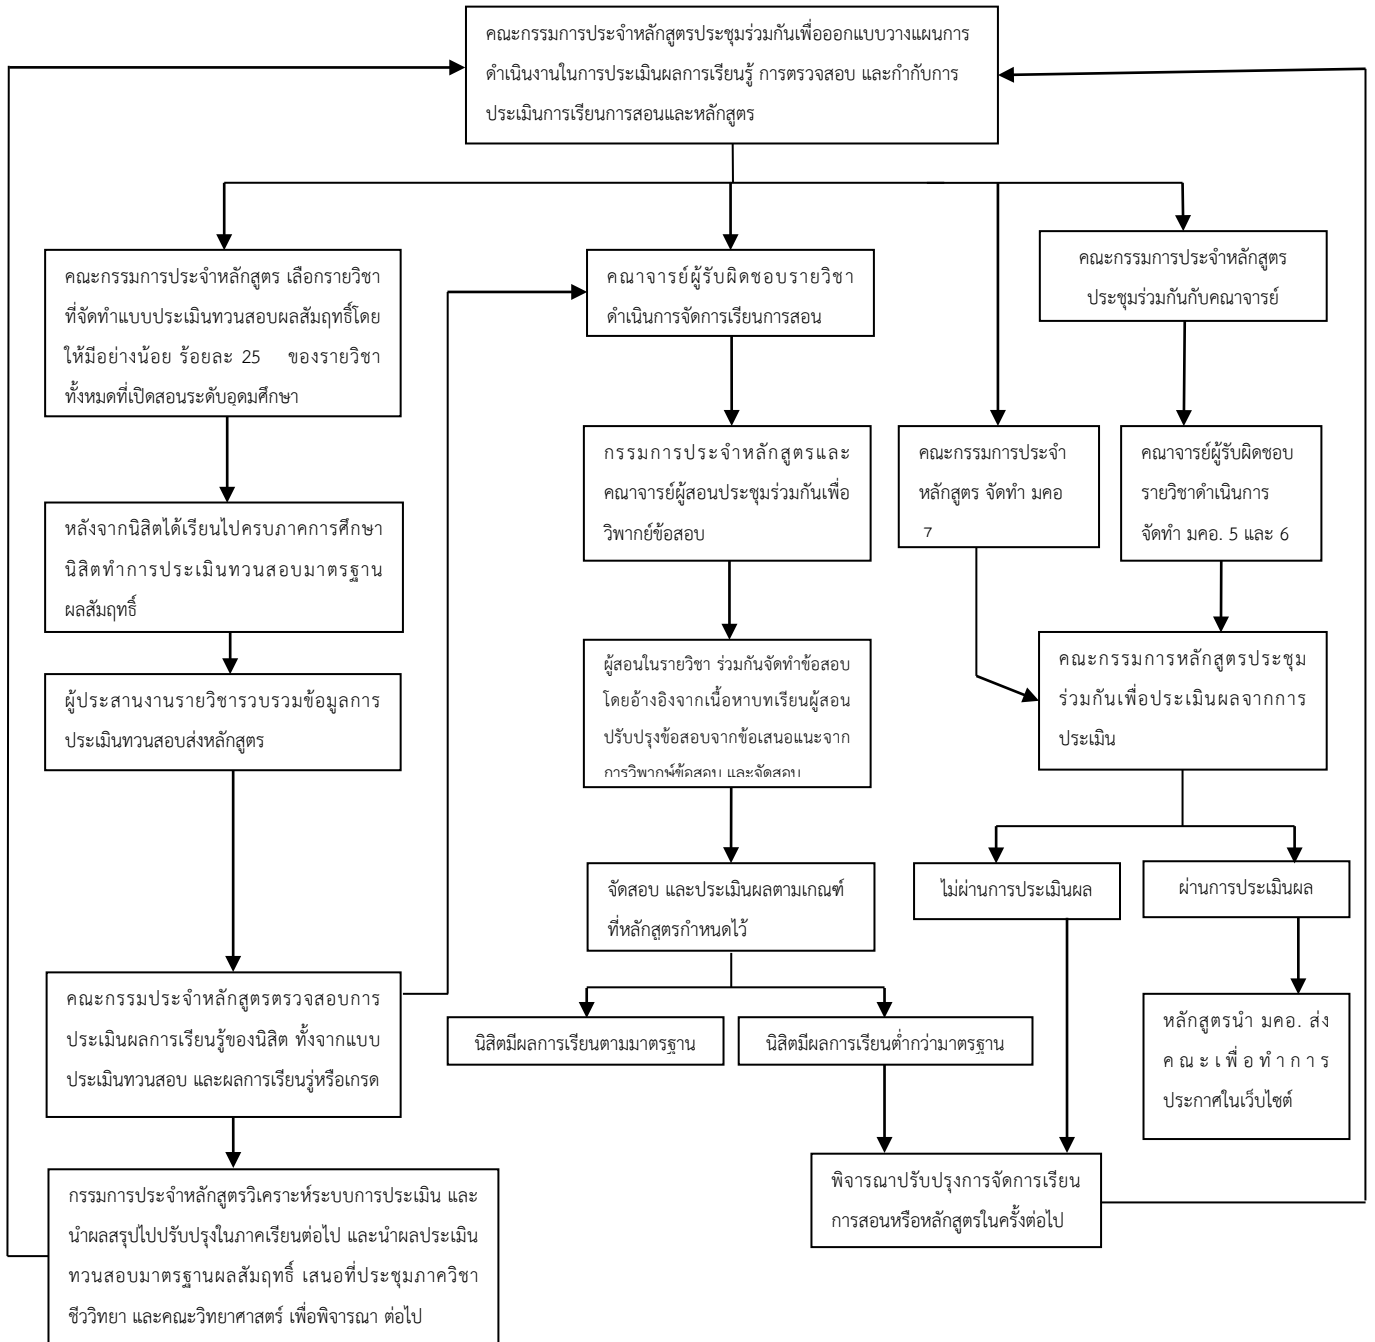 คณะกรรมการประจำหลักสูตรประชุมร่วมกันเพื่อออกแบบวางแผนการ
ดำเนินงานในการประเมินผลการเรียนรู้ การตรวจสอบ และกำกับการ
ประเมินการเรียนการสอนและหลักสูตร
คณะกรรมการประจำหลักสูตร เลือกรายวิชา
ที่จัดทำแบบประเมินทวนสอบผลสัมฤทธิ์โดย
ให้มีอย่างน้อย ร้อยละ 25 ของรายวิชา
ทั้งหมดที่เปิดสอนระดับอุดมศึกษา
หลังจากนิสิตได้เรียนไปครบภาคการศึกษา
นิสิตทำการประเมินทวนสอบมาตรฐาน
ผลสัมฤทธิ์
ผู้ประสานงานรายวิชารวบรวมข้อมูลการ
ประเมินทวนสอบส่งหลักสูตร
คณะกรรมประจำหลักสูตรตรวจสอบการ
ประเมินผลการเรียนรู้ของนิสิต ทั้งจากแบบ
ประเมินทวนสอบ และผลการเรียนรู่หรือเกรด
กรรมการประจำหลักสูตรวิเคราะห์ระบบการประเมิน และ
นำผลสรุปไปปรับปรุงในภาคเรียนต่อไป และนำผลประเมิน
ทวนสอบมาตรฐานผลสัมฤทธิ์ เสนอที่ประชุมภาควิชา
ชีววิทยา และคณะวิทยาศาสตร์ เพื่อพิจารณา ต่อไป
คณาจารย์ผู้รับผิดชอบรายวิชา
ดำเนินการจัดการเรียนการสอน
กรรมการประจำหลักสูตรและ
คณาจารย์ผู้สอนประชุมร่วมกันเพื่อ
วิพากย์ข้อสอบ
ผู้สอนในรายวิชา ร่วมกันจัดทำข้อสอบ
โดยอ้างอิงจากเนื้อหาบทเรียนผู้สอน
ปรับปรุงข้อสอบจากข้อเสนอแนะจาก
การวิพากษ์ข้อสอบ และจัดสอบ
จัดสอบ และประเมินผลตามเกณฑ์
ที่หลักสูตรกำหนดไว้
นิสิตมีผลการเรียนตามมาตรฐาน
นิสิตมีผลการเรียนต่ำกว่ามาตรฐาน
คณะกรรมการประจำ
หลักสูตร จัดทำ มคอ
7
คณะกรรมการประจำหลักสูตร
ประชุมร่วมกันกับคณาจารย์
คณาจารย์ผู้รับผิดชอบ
รายวิชาดำเนินการ
จัดทำ มคอ. 5 และ 6
คณะกรรมการหลักสูตรประชุม
ร่วมกันเพื่อประเมินผลจากการ
ประเมิน
ไม่ผ่านการประเมินผล
ผ่านการประเมินผล
หลักสูตรนำ มคอ. ส่ง
คณะเพื่อทำการ
ประกาศในเว็บไซต์
พิจารณาปรับปรุงการจัดการเรียน
การสอนหรือหลักสูตรในครั้งต่อไป